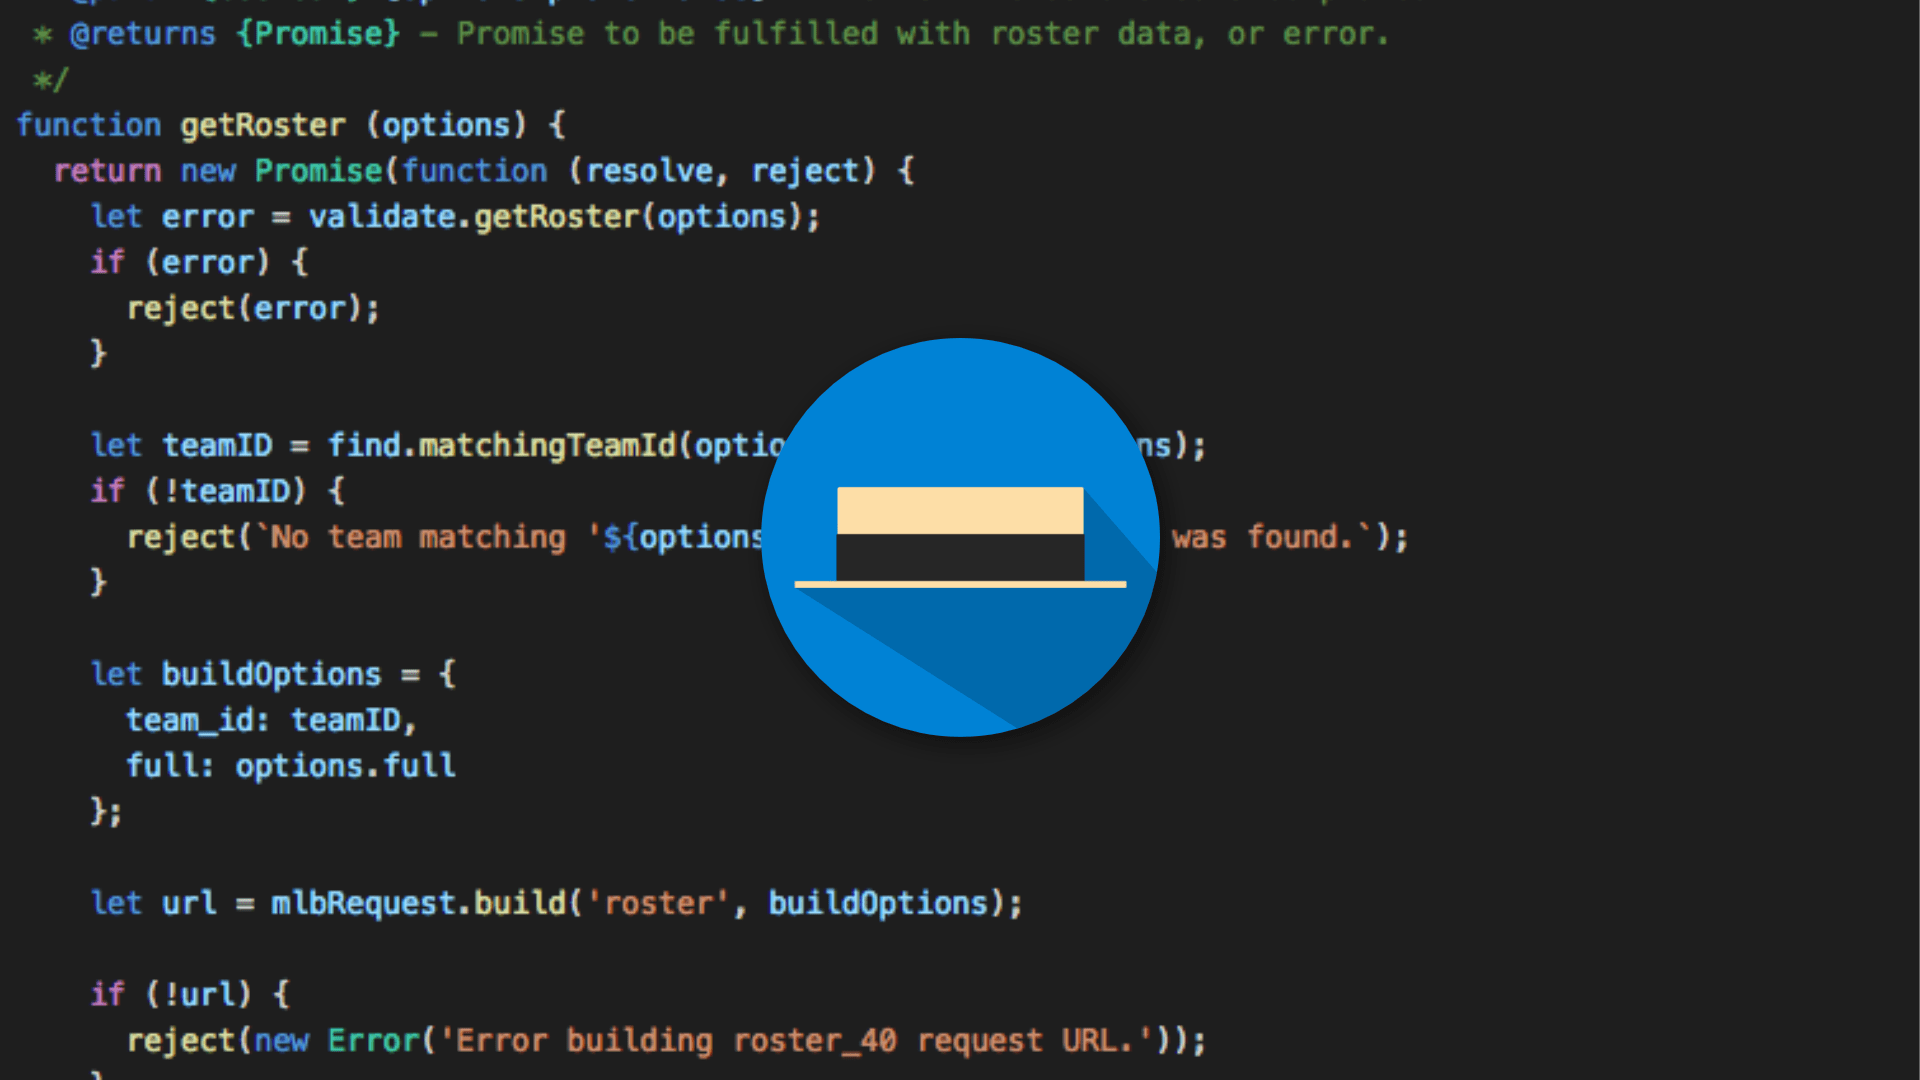 * @returns {Promise} – Promise to be fulfilled with roster data, or error.
*/
function getRoster (options) {
return new Promise(function (resolve, reject) {
let error = validate.getRoster(options);
if (error) {
reject(error);
}
let teamID = find.matchingTeamId(optio ns);
if (!teamID) {
reject(`No team matching '${options was found.`);
}
let buildOptions = {
team_id: teamID,
full: options.full
};
let url = mlbRequest.build('roster', buildOptions);
if (!url) {
reject(new Error('Error building roster_40 request URL.'));
}